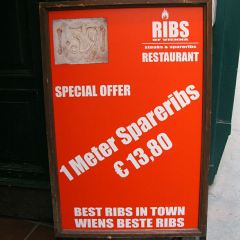 RIBS
OF VIENNA
steaks & spareribs
RESTAURANT
SPECIAL OFFER
1 Meter Spareribs
€ 13,80
BEST RIBS IN TOWN
WIENS BESTE RIBS